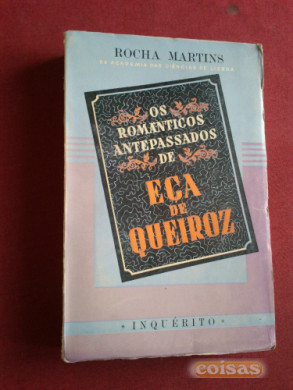 ROCHA MARTINS
DA ACADEMIA DAS CIÊNCIAS DE LISBOA
OS
ROMANTICOS
ANTEPASSADOS
DE
EÇA
DE
QUEIROZ
• INQUÉRITO •
coisas